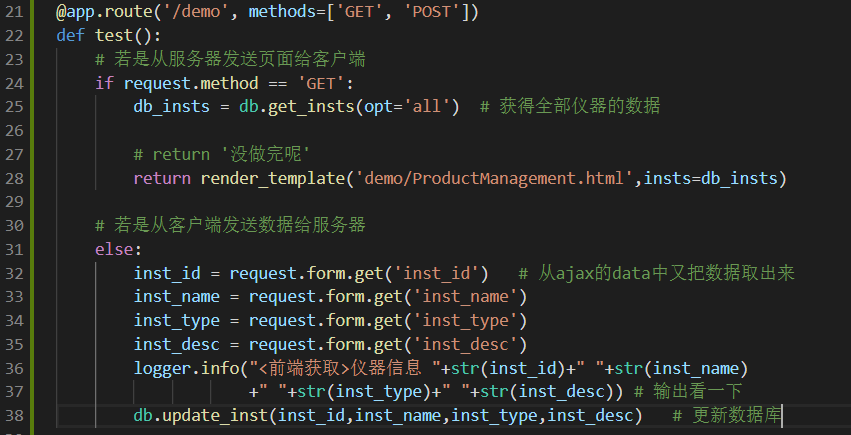 21 @app.route('/demo', methods=['GET', 'POST'])
22 def test():
23     # 若是从服务器发送页面给客户端
24     if request.method == 'GET':
25         db_insts = db.get_insts(opt='all')  # 获得全部仪器的数据
26
27         # return '没做完呢'
28         return render_template('demo/ProductManagement.html',insts=db_insts)
29
30     # 若是从客户端发送数据给服务器
31     else:
32         inst_id = request.form.get('inst_id')   # 从ajax的data中又把数据取出来
33         inst_name = request.form.get('inst_name')
34         inst_type = request.form.get('inst_type')
35         inst_desc = request.form.get('inst_desc')
36         logger.info("<前端获取>仪器信息 "+str(inst_id)+" "+str(inst_name)
37                     +" "+str(inst_type)+" "+str(inst_desc)) # 输出看一下
38         db.update_inst(inst_id,inst_name,inst_type,inst_desc)   # 更新数据库